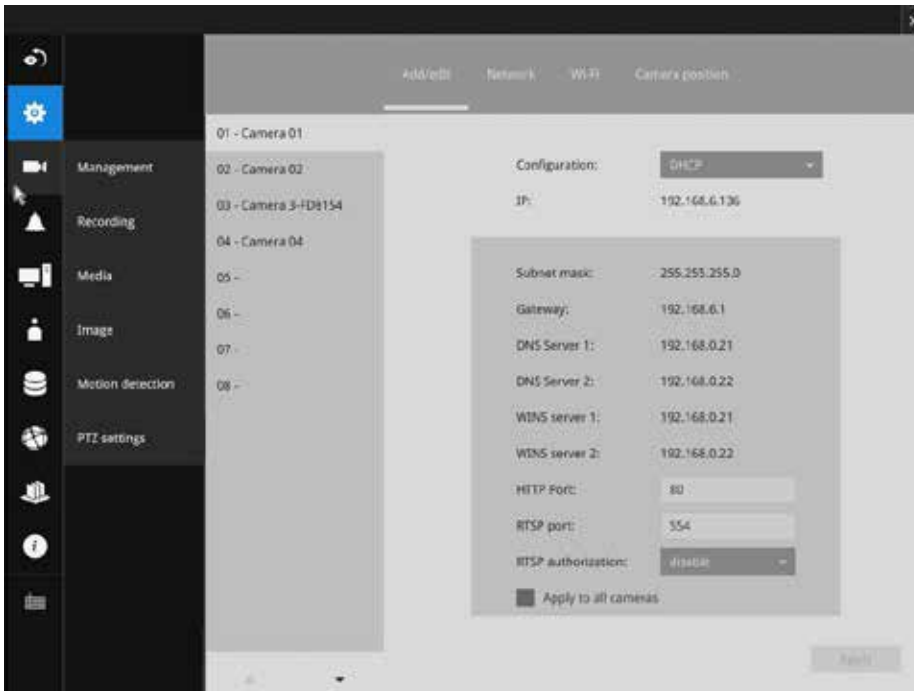 Add/edit Network Wi-Fi Camera position
Management
Recording
Media
Image
Motion detection
PTZ settings
01 - Camera 01
02 - Camera 02
03 - Camera 3-FD8154
04 - Camera 04
05 -
06 -
07 -
08 -
Configuration: DHCP
IP: 192.168.6.136
Subnet mask: 255.255.255.0
Gateway: 192.168.6.1
DNS Server 1: 192.168.0.21
DNS Server 2: 192.168.0.22
WINS server 1: 192.168.0.21
WINS server 2: 192.168.0.22
HTTP Port: 80
RTSP port: 554
RTSP authorization: disable
Apply to all cameras
Apply